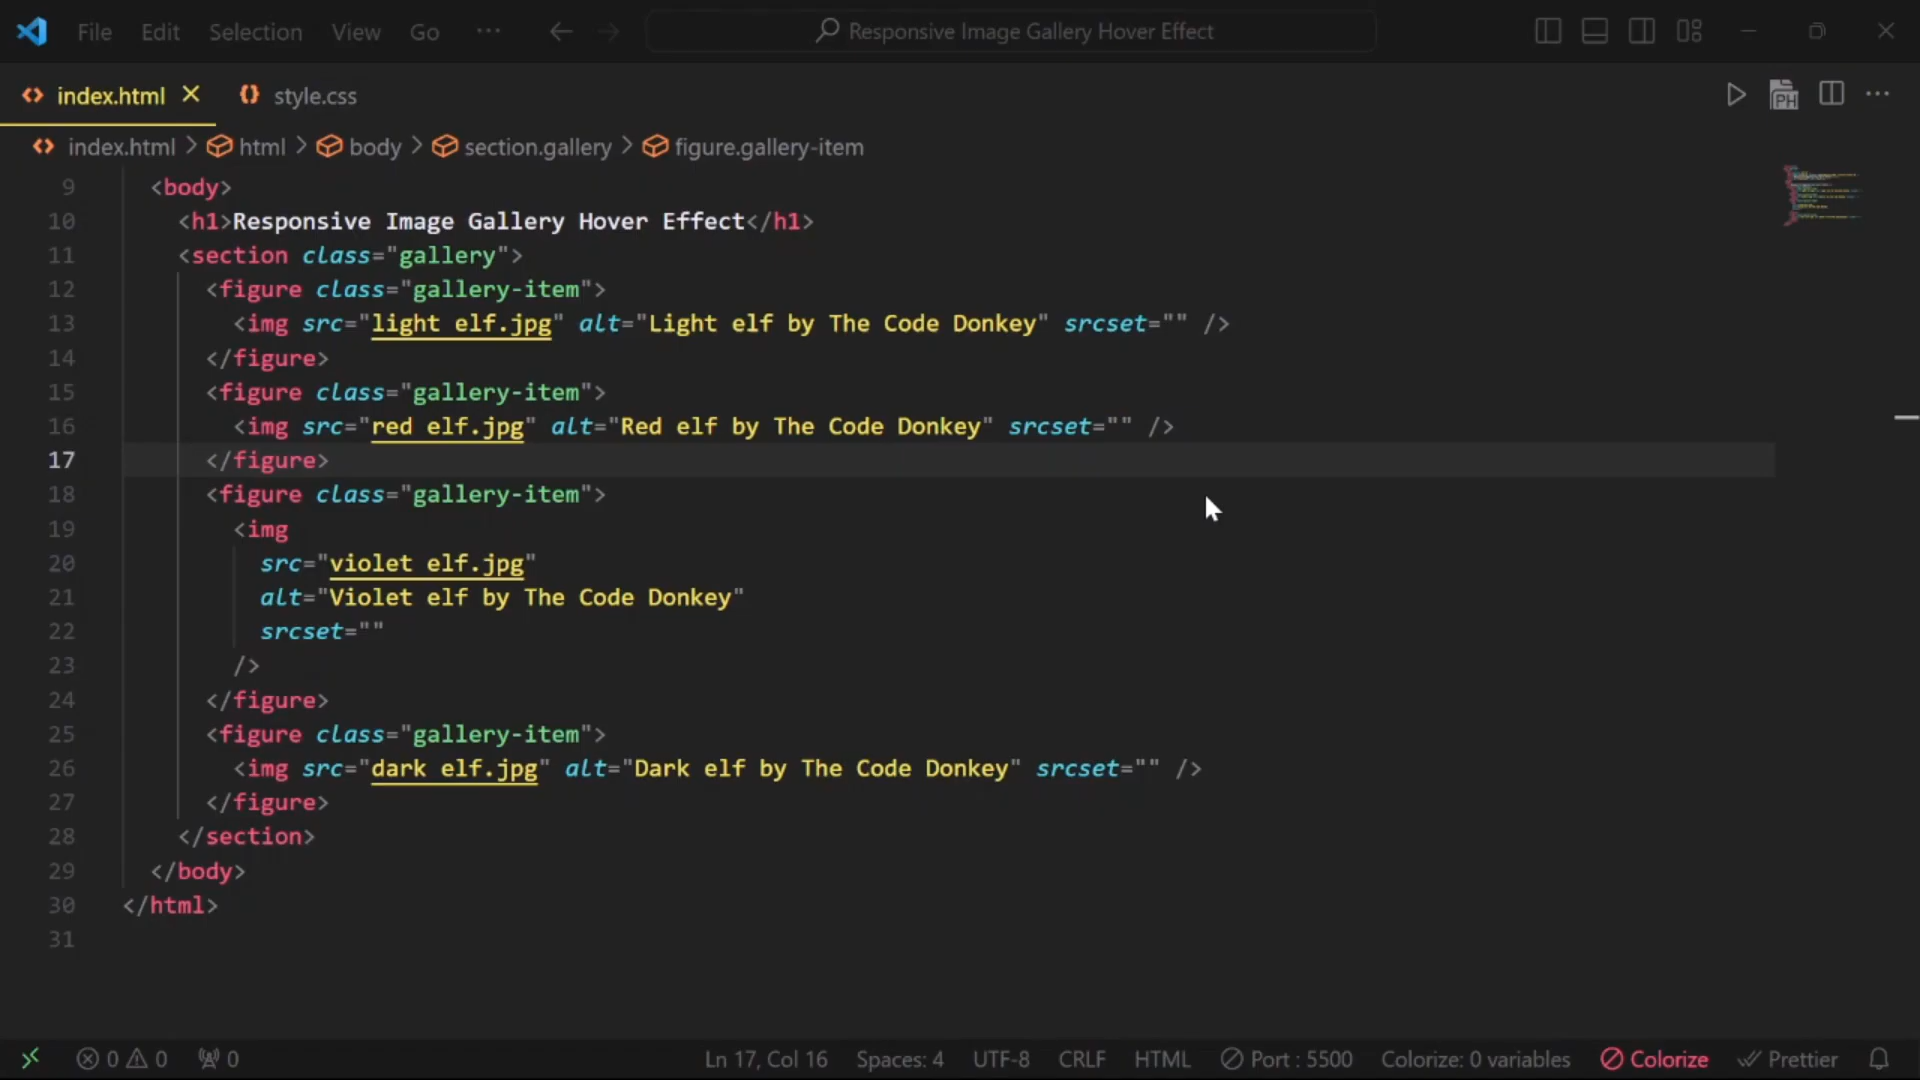 File Edit Selection View Go ··· Responsive Image Gallery Hover Effect
index.html style.css
index.html > html > body > section.gallery > figure.gallery-item
9 <body>
10 <h1>Responsive Image Gallery Hover Effect</h1>
11 <section class="gallery">
12 <figure class="gallery-item">
13 <img src="light elf.jpg" alt="Light elf by The Code Donkey" srcset="" />
14 </figure>
15 <figure class="gallery-item">
16 <img src="red elf.jpg" alt="Red elf by The Code Donkey" srcset="" />
17 </figure>
18 <figure class="gallery-item">
19 <img
20 src="violet elf.jpg"
21 alt="Violet elf by The Code Donkey"
22 srcset=""
23 />
24 </figure>
25 <figure class="gallery-item">
26 <img src="dark elf.jpg" alt="Dark elf by The Code Donkey" srcset="" />
27 </figure>
28 </section>
29 </body>
30 </html>
31
0 0 0 Ln 17, Col 16 Spaces: 4 UTF-8 CRLF HTML Port : 5500 Colorize: 0 variables Colorize Prettier